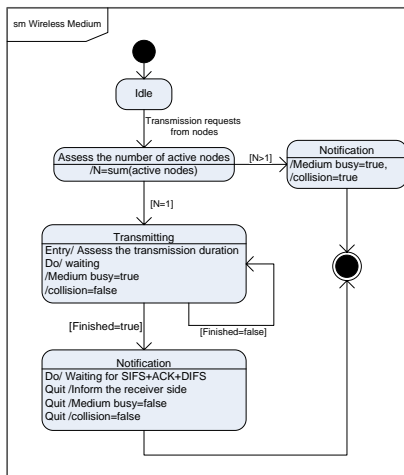 sm Wireless Medium
Idle
Transmission requests
from nodes
Assess the number of active nodes
/N=sum(active nodes)
[N>1]
Notification
/Medium busy=true,
/collision=true
[N=1]
Transmitting
Entry/ Assess the transmission duration
Do/ waiting
/Medium busy=true
/collision=false
[Finished=true]
[Finished=false]
Notification
Do/ Waiting for SIFS+ACK+DIFS
Quit /Inform the receiver side
Quit /Medium busy=false
Quit /collision=false